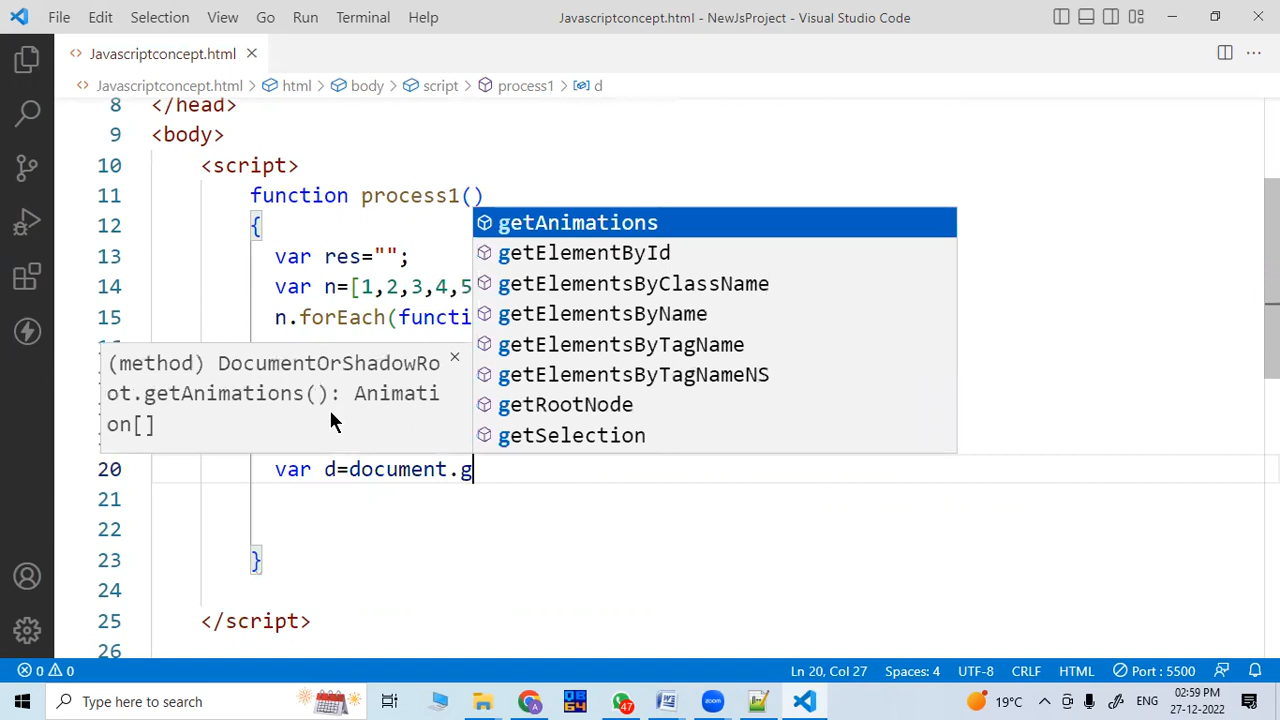 File Edit Selection View Go Run Terminal Help Javascriptconcept.html - NewJsProject - Visual Studio Code
<> Javascriptconcept.html
<> Javascriptconcept.html > html > body > script > process1 > d
8 </head>
9 <body>
10 <script>
11 function process1()
12 {
13 var res="";
14 var n=[1,2,3,4,5
15 n.forEach(functi
20 var d=document.g
21
22
23 }
24
25 </script>
26
getAnimations
getElementById
getElementsByClassName
getElementsByName
getElementsByTagName
getElementsByTagNameNS
getRootNode
getSelection
(method) DocumentOrShadowRo
ot.getAnimations(): Animati
on[]
0 0 Ln 20, Col 27 Spaces: 4 UTF-8 CRLF HTML Port : 5500
Type here to search 47 zoom 19°C ENG 02:59 PM
27-12-2022